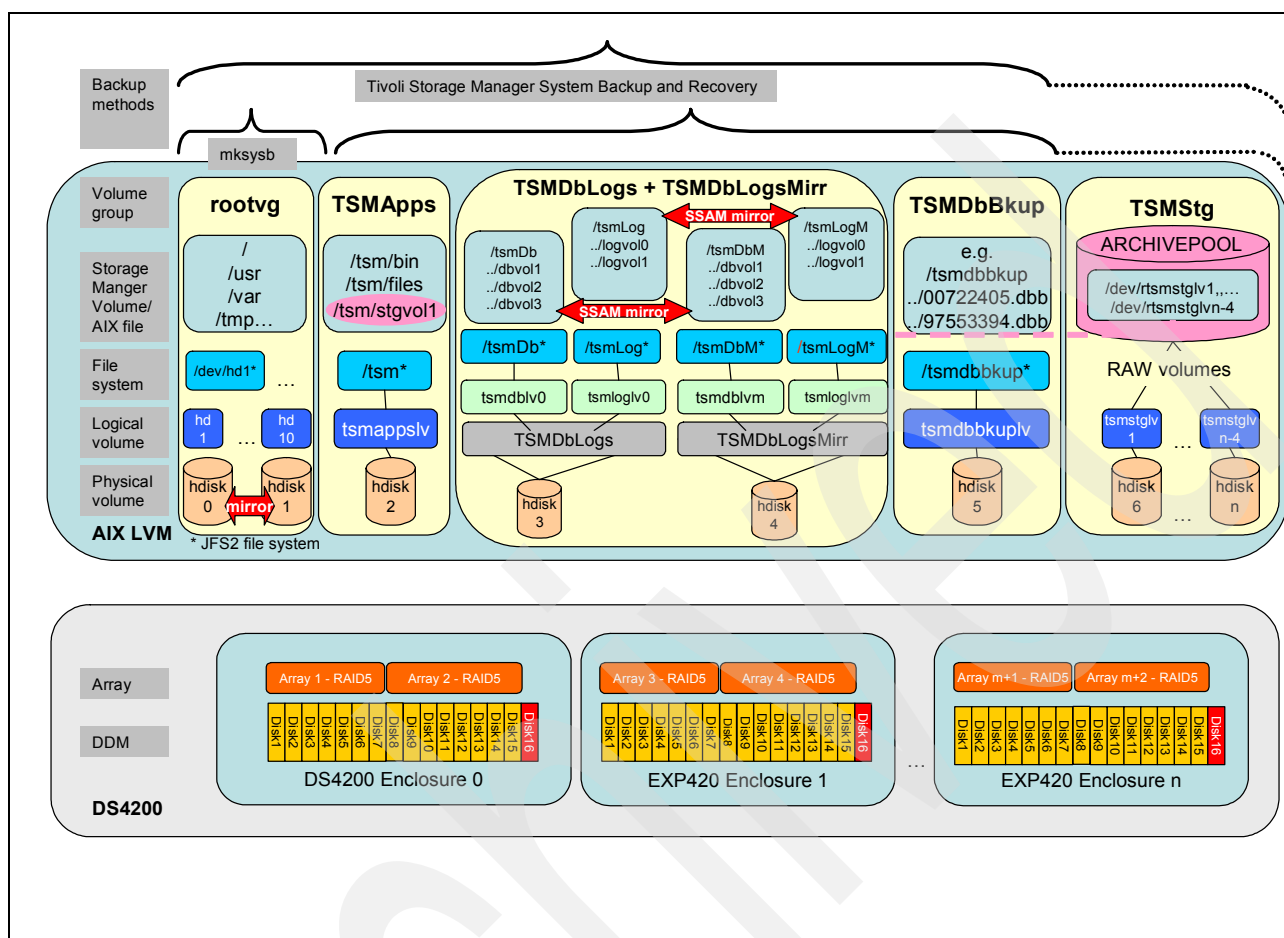 Backup
methods
Tivoli Storage Manager System Backup and Recovery
mksysb
Volume
group
rootvg
TSMApps
TSMDbLogs + TSMDbLogsMirr
TSMDbBkup
TSMStg
Storage
Manger
Volume/
AIX file
/
/usr
/var
/tmp…
/tsm/bin
/tsm/files
/tsm/stgvol1
/tsmDb
../dbvol1
../dbvol2
../dbvol3
/tsmLog
../logvol0
../logvol1
SSAM mirror
/tsmDbM
../dbvol1
../dbvol2
../dbvol3
/tsmLogM
../logvol0
../logvol1
SSAM mirror
e.g.
/tsmdbbkup
../00722405.dbb
../97553394.dbb
ARCHIVEPOOL
/dev/rtsmstglv1,,…
/dev/rtsmstglvn-4
File
system
/dev/hd1*
…
/tsm*
/tsmDb*
/tsmLog*
/tsmDbM*
/tsmLogM*
/tsmdbbkup*
RAW volumes
Logical
volume
hd
1
…
hd
10
tsmappslv
tsmdblv0
tsmloglv0
tsmdblvm
tsmloglvm
TSMDbLogs
TSMDbLogsMirr
tsmdbbkuplv
tsmstglv
1
…
tsmstglv
n-4
Physical
volume
hdisk
0
mirror
hdisk
1
hdisk
2
hdisk
3
hdisk
4
hdisk
5
hdisk
6
…
hdisk
n
AIX LVM
* JFS2 file system
Array
Array 1 - RAID5
Array 2 - RAID5
Array 3 - RAID5
Array 4 - RAID5
Array m+1 - RAID5
Array m+2 - RAID5
DDM
Disk1
Disk2
Disk3
Disk4
Disk5
Disk6
Disk7
Disk8
Disk9
Disk10
Disk11
Disk12
Disk13
Disk14
Disk15
Disk16
Disk1
Disk2
Disk3
Disk4
Disk5
Disk6
Disk7
Disk8
Disk9
Disk10
Disk11
Disk12
Disk13
Disk14
Disk15
Disk16
Disk1
Disk2
Disk3
Disk4
Disk5
Disk6
Disk7
Disk8
Disk9
Disk10
Disk11
Disk12
Disk13
Disk14
Disk15
Disk16
DS4200 Enclosure 0
EXP420 Enclosure 1
…
EXP420 Enclosure n
DS4200